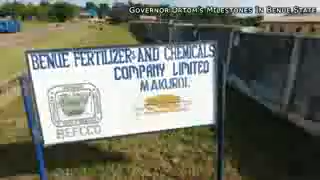 Governor Ortom's Milestones In Benue State.
BENUE FERTILIZER AND CHEMICALS
COMPANY LIMITED
MAKURDI.
BEFCCO